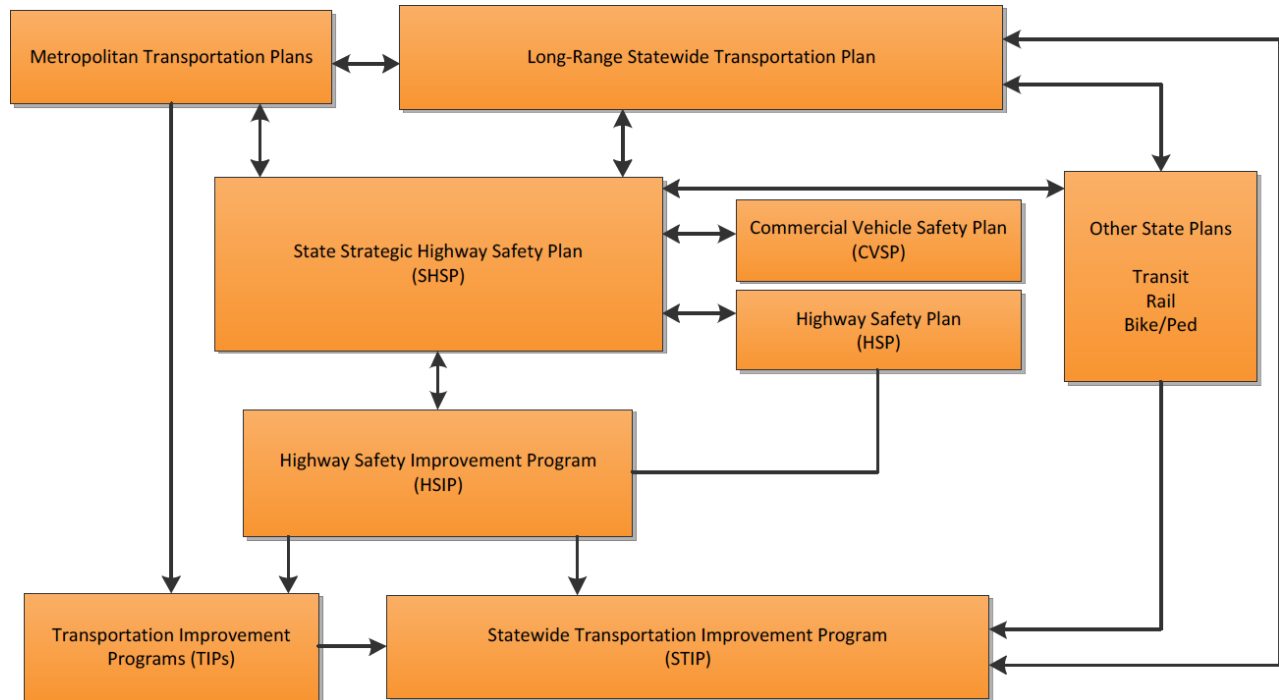 Metropolitan Transportation Plans
Long-Range Statewide Transportation Plan
State Strategic Highway Safety Plan
(SHSP)
Commercial Vehicle Safety Plan
(CVSP)
Highway Safety Plan
(HSP)
Other State Plans
Transit
Rail
Bike/Ped
Highway Safety Improvement Program
(HSIP)
Transportation Improvement
Programs (TIPs)
Statewide Transportation Improvement Program
(STIP)